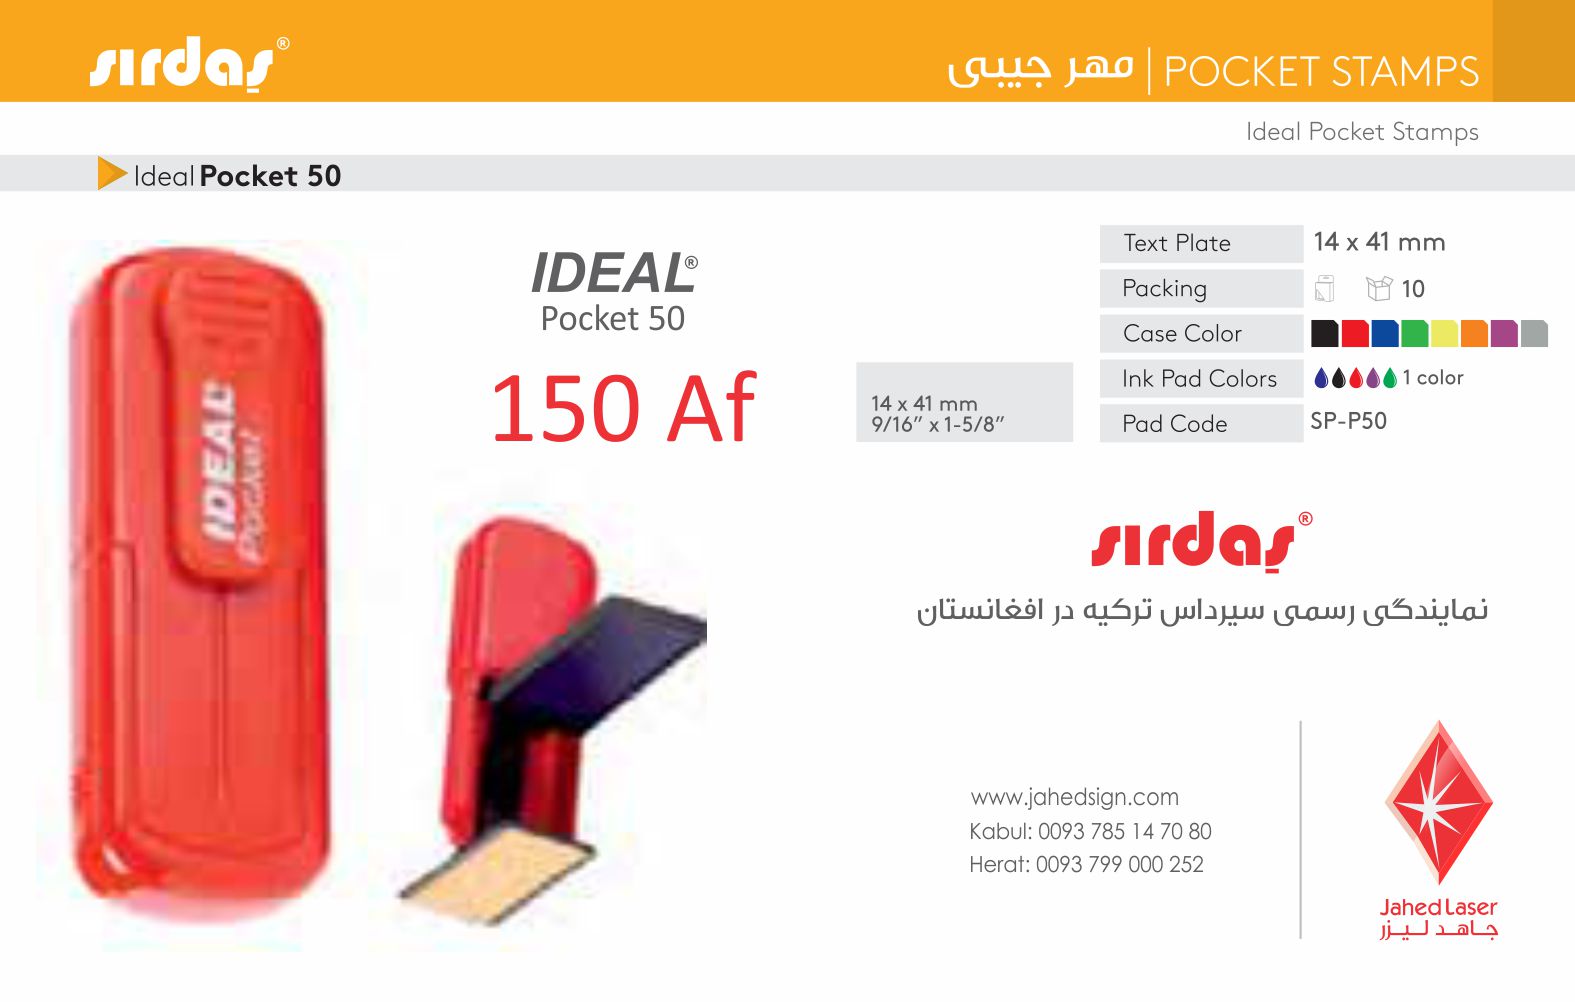 sırdaş®
مهر جیبی | POCKET STAMPS
Ideal Pocket Stamps
Ideal Pocket 50
IDEAL®
Pocket 50
150 Af
IDEAL
Pocket
14 x 41 mm
9/16” x 1-5/8”
Text Plate 14 x 41 mm
Packing 10
Case Color
Ink Pad Colors 1 color
Pad Code SP-P50
sırdaş®
نمایندگی رسمی سیرداس ترکیه در افغانستان
www.jahedsign.com
Kabul: 0093 785 14 70 80
Herat: 0093 799 000 252
Jahed Laser
جاهد لیزر